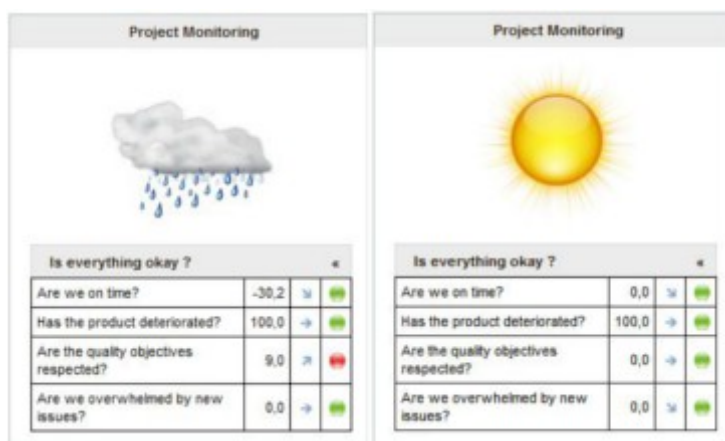 Project Monitoring
Is everything okay ? «
Are we on time? -30,2
Has the product deteriorated? 100,0
Are the quality objectives
respected? 9,0
Are we overwhelmed by new
issues? 0,0
Project Monitoring
Is everything okay ? «
Are we on time? 0,0
Has the product deteriorated? 100,0
Are the quality objectives
respected? 0,0
Are we overwhelmed by new
issues? 0,0